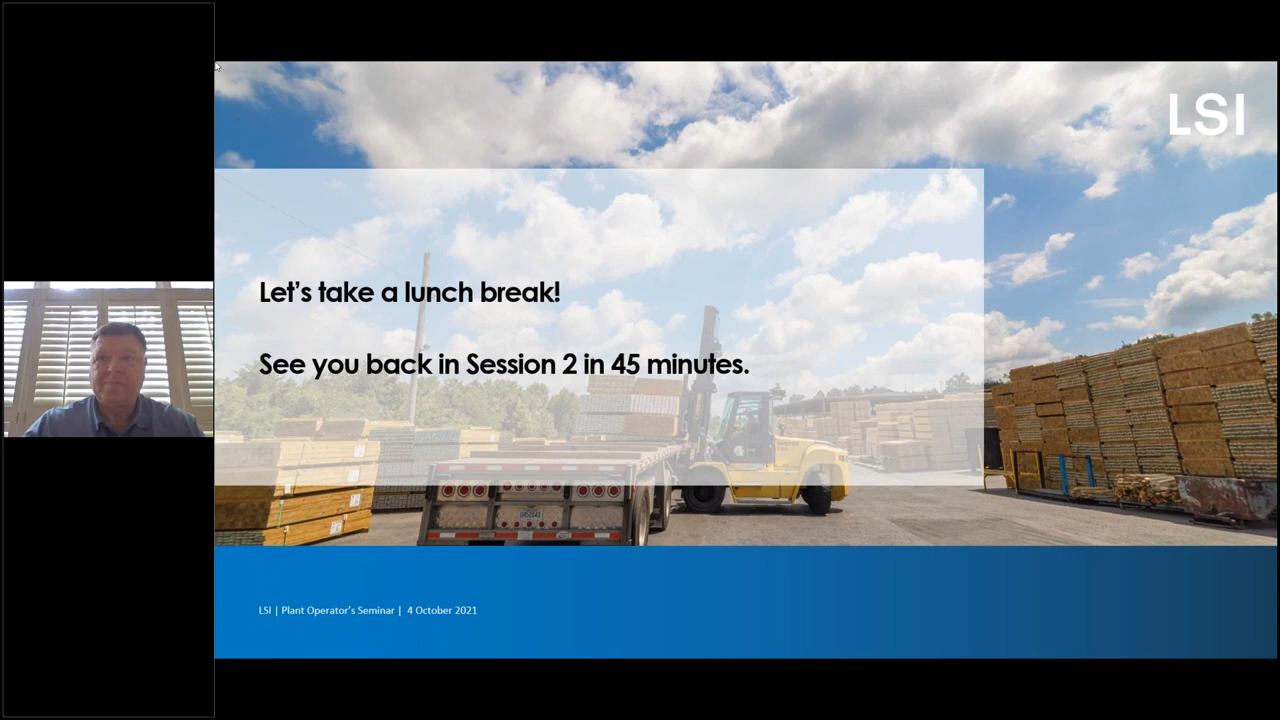 LSI
Let's take a lunch break!
See you back in Session 2 in 45 minutes.
LSI | Plant Operator's Seminar | 4 October 2021